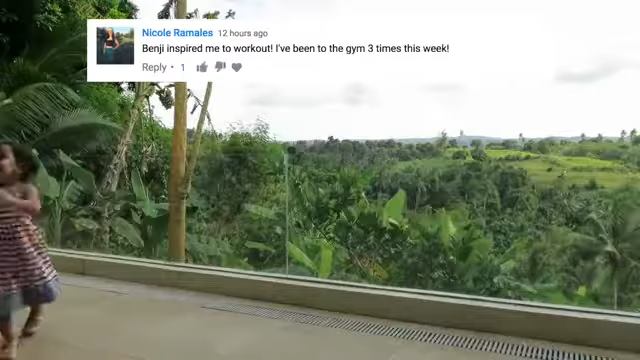 Nicole Ramales 12 hours ago
Benji inspired me to workout! I've been to the gym 3 times this week!
Reply • 1